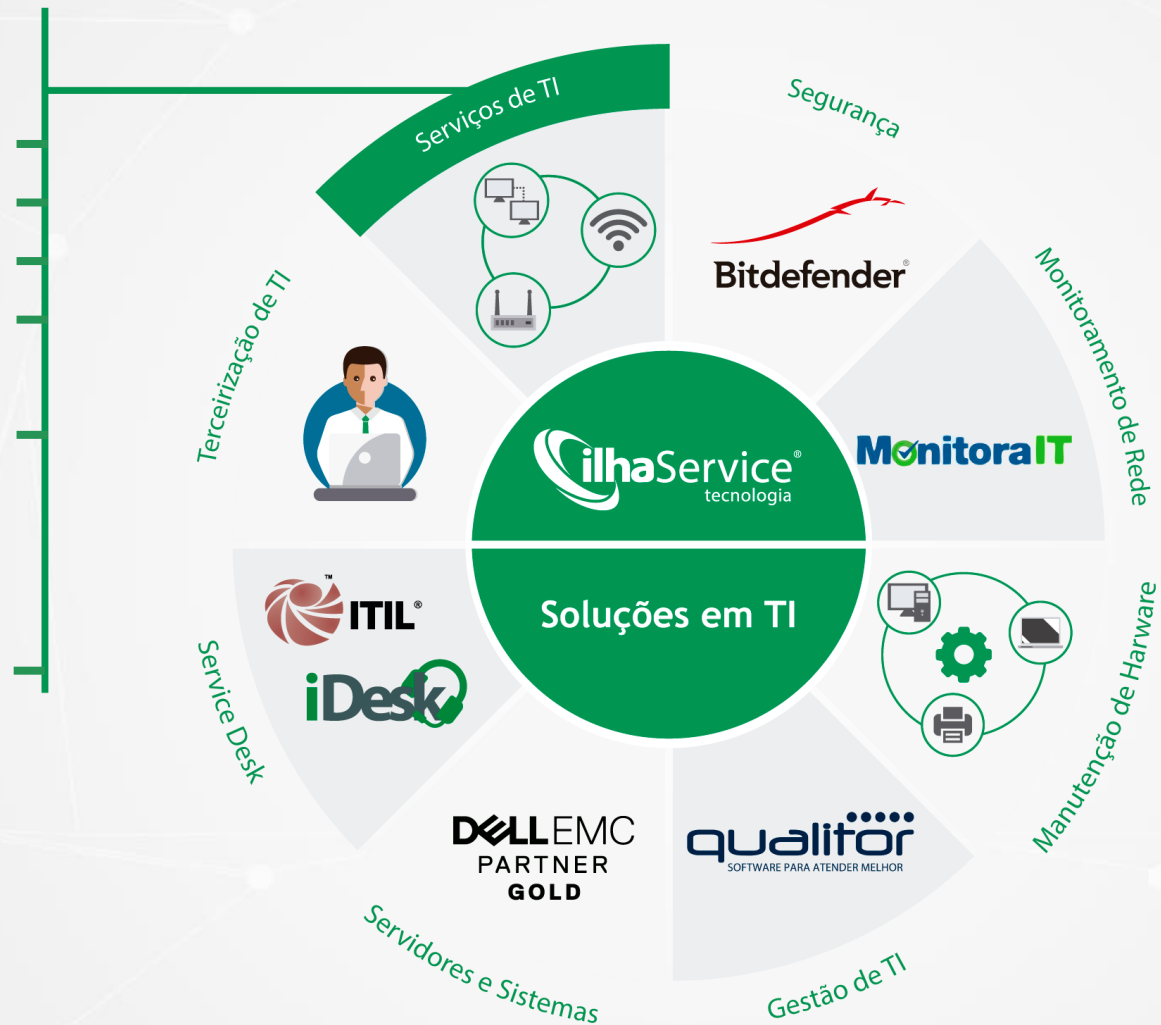 Serviços de TI
Segurança
Bitdefender®
Monitoramento de Rede
MonitoraIT
Manutenção de Harware
Gestão de TI
qualitor
SOFTWARE PARA ATENDER MELHOR
Servidores e Sistemas
DELLEMC
PARTNER
GOLD
Service Desk
ITIL®
™
iDesk
Terceirização de TI
ilhaService®
tecnologia
Soluções em TI